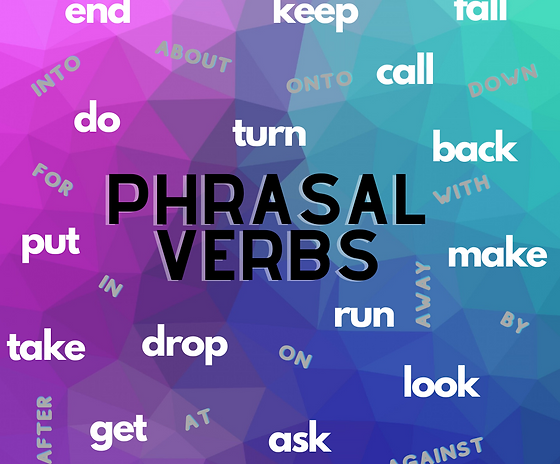 end
keep
fall
INTO
ABOUT
ONTO
call
DOWN
do
turn
back
FOR
PHRASAL
VERBS
WITH
put
make
IN
AWAY
run
BY
take
drop
ON
look
AFTER
get
AT
ask
AGAINST